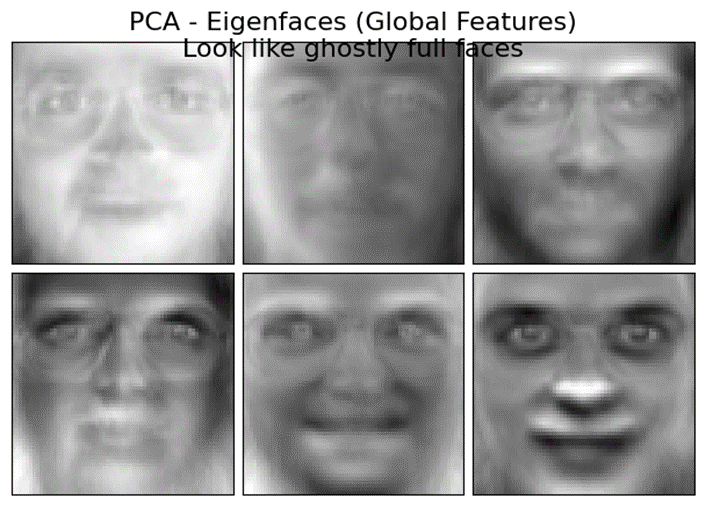 PCA - Eigenfaces (Global Features)
Look like ghostly full faces